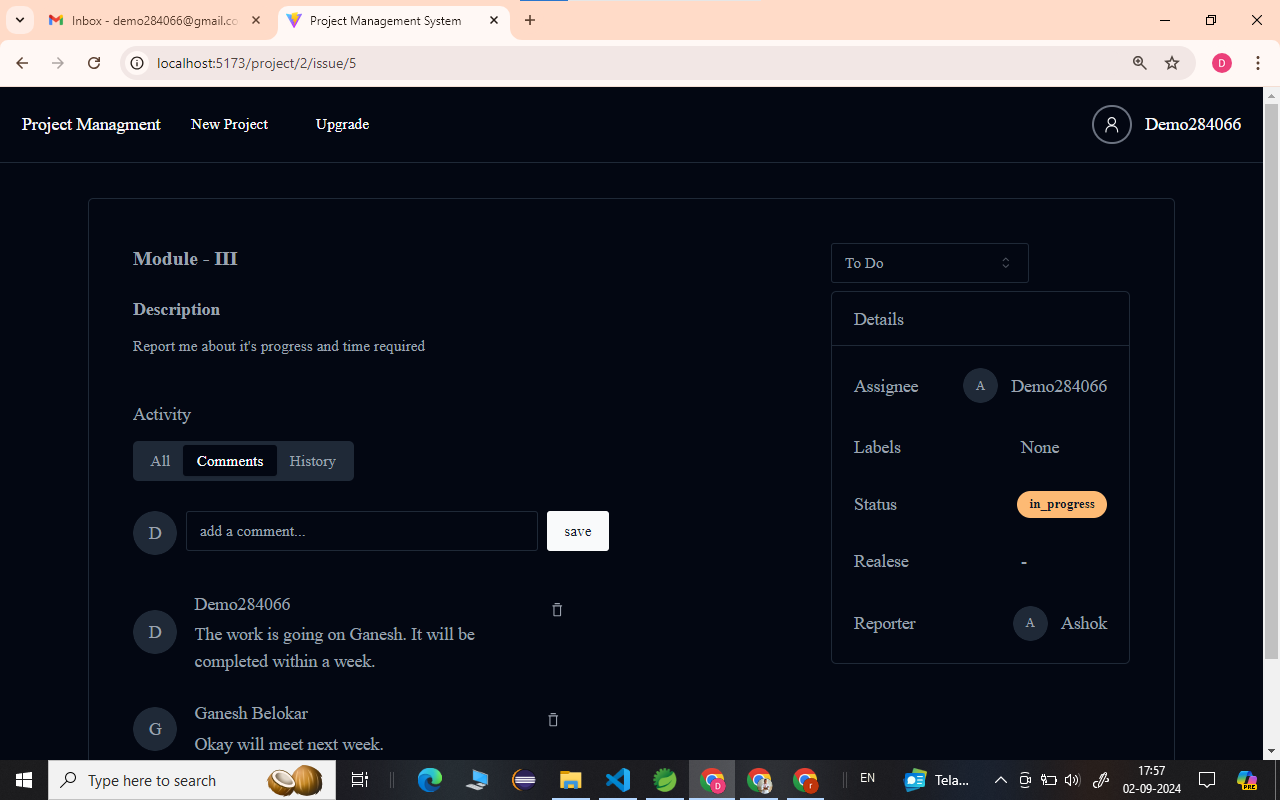 Inbox - demo284066@gmail.co
Project Management System
localhost:5173/project/2/issue/5
D
Project Managment
New Project
Upgrade
Demo284066
Module - III
To Do
Description
Details
Report me about it's progress and time required
Assignee
A
Demo284066
Activity
Labels
None
All
Comments
History
Status
in_progress
D
add a comment...
save
Realese
-
Demo284066
D
The work is going on Ganesh. It will be
completed within a week.
Reporter
A
Ashok
Ganesh Belokar
G
Okay will meet next week.
Type here to search
D
r
EN
Tela...
17:57
02-09-2024
PRE